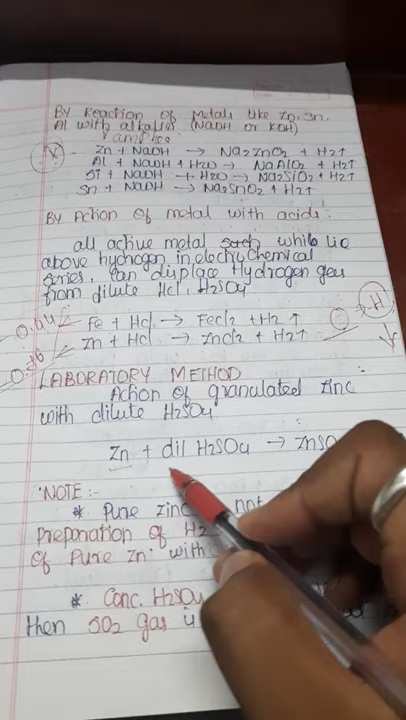 By Reaction of Metals like Zn, Sn,
Al with alkalies (NaOH or KOH)
Zn + NaOH → Na2ZnO2 + H2↑
Al + NaOH + H2O → NaAlO2 + H2↑
Si + NaOH + H2O → Na2SiO2 + H2↑
Sn + NaOH → Na2SnO2 + H2↑
By Action of metal with acids:
all active metal which lie
above hydrogen in electrochemical
series, can displace Hydrogen gas
from dilute HCl, H2SO4
Fe + HCl → FeCl2 + H2↑
Zn + HCl → ZnCl2 + H2↑
H
LABORATORY METHOD
Action of granulated zinc
with dilute H2SO4
Zn + dil H2SO4 → ZnSO
NOTE :-
* Pure zinc not
preparation of H2
of Pure Zn with
* Conc. H2SO4
then SO2 gas is